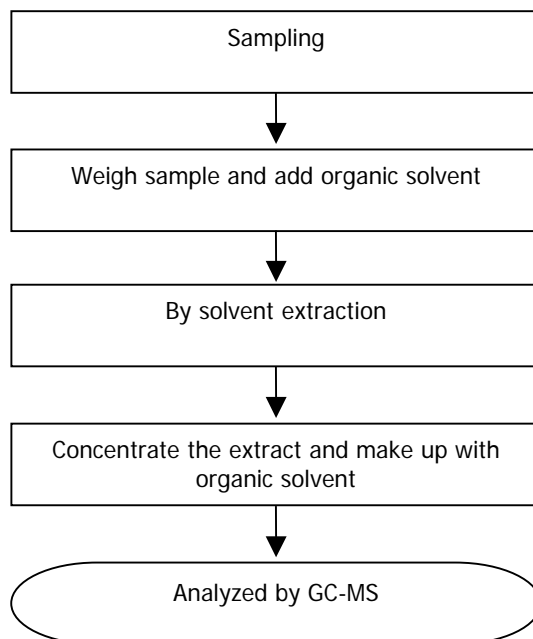 Sampling
Weigh sample and add organic solvent
By solvent extraction
Concentrate the extract and make up with
organic solvent
Analyzed by GC-MS